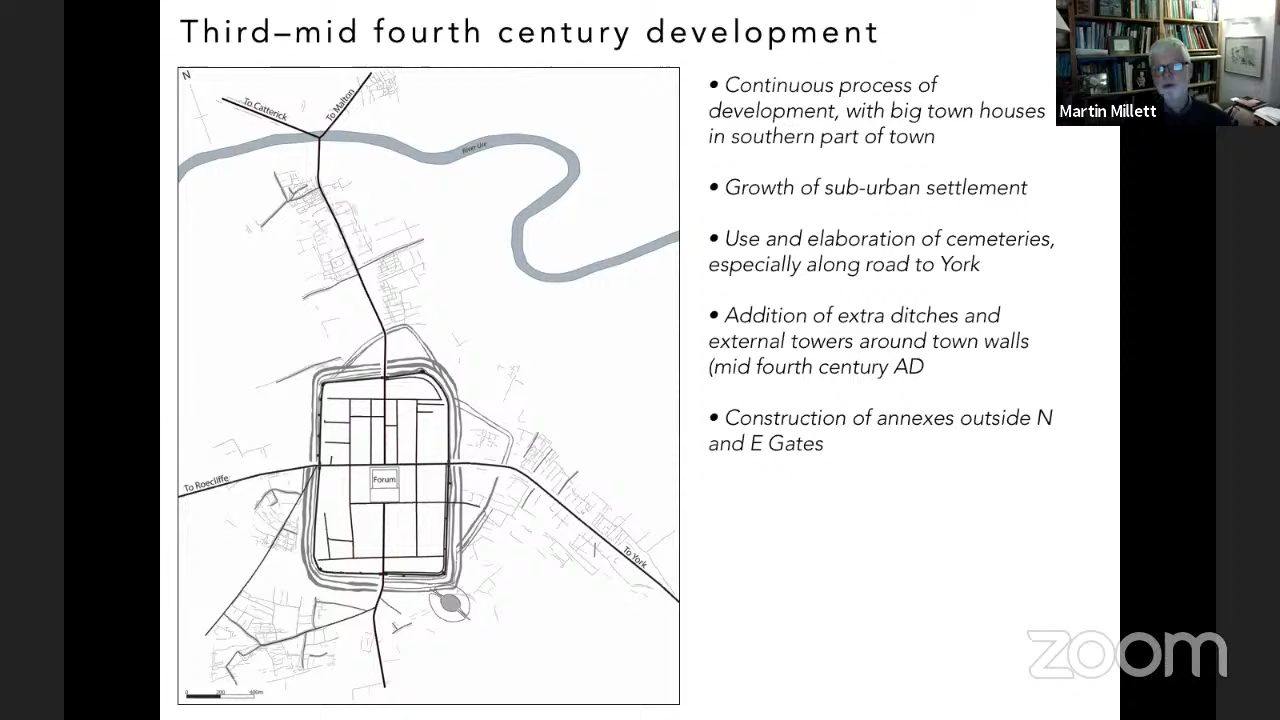 Third–mid fourth century development
N
To Catterick
To Malton
River Ure
To Roecliffe
Forum
To York
0 200 400m
• Continuous process of
development, with big town houses
in southern part of town
• Growth of sub-urban settlement
• Use and elaboration of cemeteries,
especially along road to York
• Addition of extra ditches and
external towers around town walls
(mid fourth century AD
• Construction of annexes outside N
and E Gates
Martin Millett
zoom